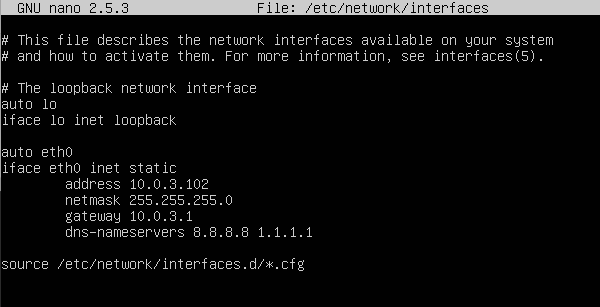 GNU nano 2.5.3 File: /etc/network/interfaces
# This file describes the network interfaces available on your system
# and how to activate them. For more information, see interfaces(5).
# The loopback network interface
auto lo
iface lo inet loopback
auto eth0
iface eth0 inet static
address 10.0.3.102
netmask 255.255.255.0
gateway 10.0.3.1
dns-nameservers 8.8.8.8 1.1.1.1
source /etc/network/interfaces.d/*.cfg